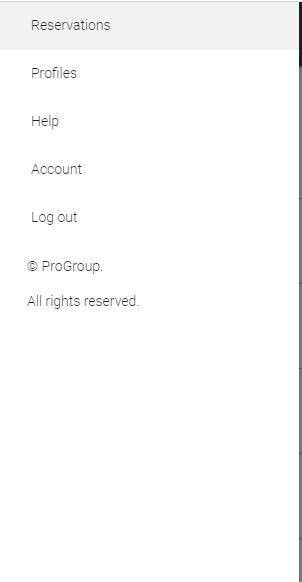 Reservations
Profiles
Help
Account
Log out
© ProGroup.
All rights reserved.